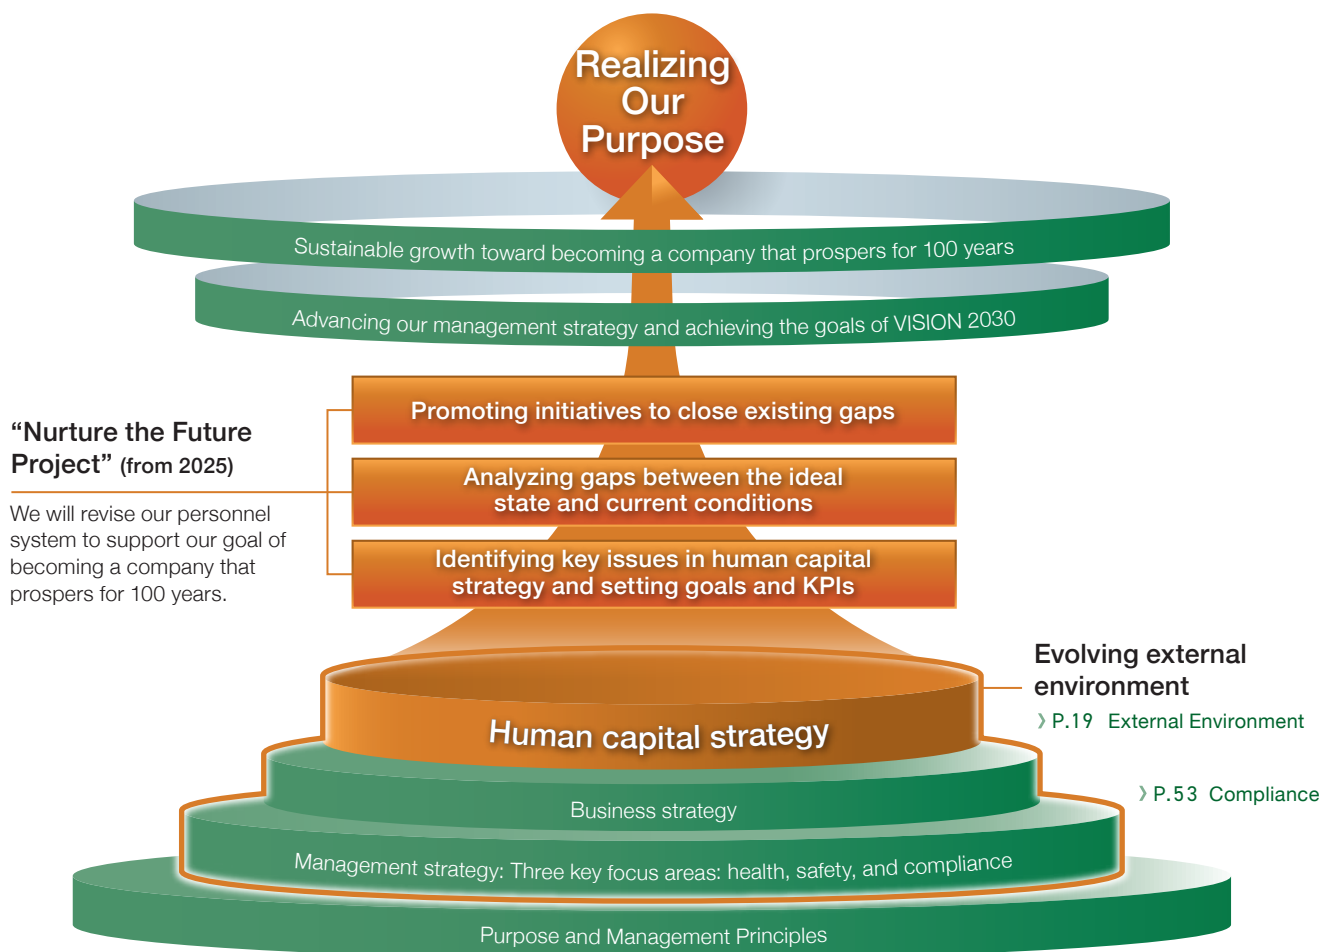 Realizing
Our
Purpose
Sustainable growth toward becoming a company that prospers for 100 years
Advancing our management strategy and achieving the goals of VISION 2030
Promoting initiatives to close existing gaps
“Nurture the Future
Project” (from 2025)
We will revise our personnel
system to support our goal of
becoming a company that
prospers for 100 years.
Analyzing gaps between the ideal
state and current conditions
Identifying key issues in human capital
strategy and setting goals and KPIs
Evolving external
environment
》P.19 External Environment
Human capital strategy
》P.53 Compliance
Business strategy
Management strategy: Three key focus areas: health, safety, and compliance
Purpose and Management Principles